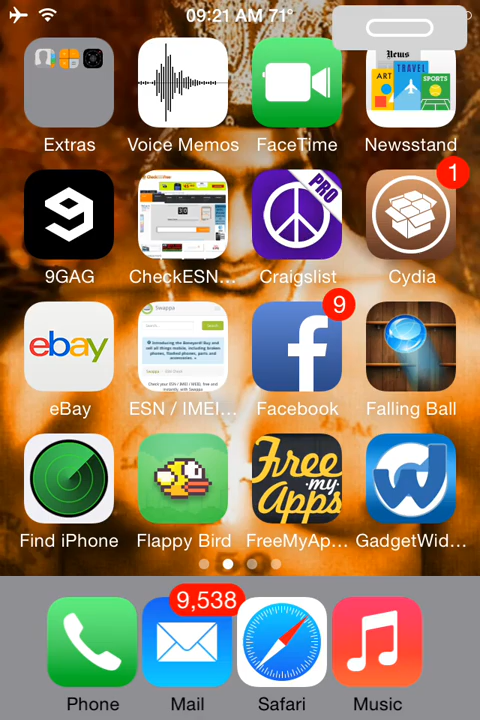 09:21 AM 71°
News
ART
TRAVEL
SPORTS
Extras
Voice Memos
FaceTime
Newsstand
9
PRO
1
9GAG
CheckESN...
Craigslist
Cydia
ebay
Swappa
9
f
eBay
ESN / IMEI...
Facebook
Falling Ball
Free
my
Apps
Find iPhone
Flappy Bird
FreeMyAp...
GadgetWid...
9,538
Phone
Mail
Safari
Music